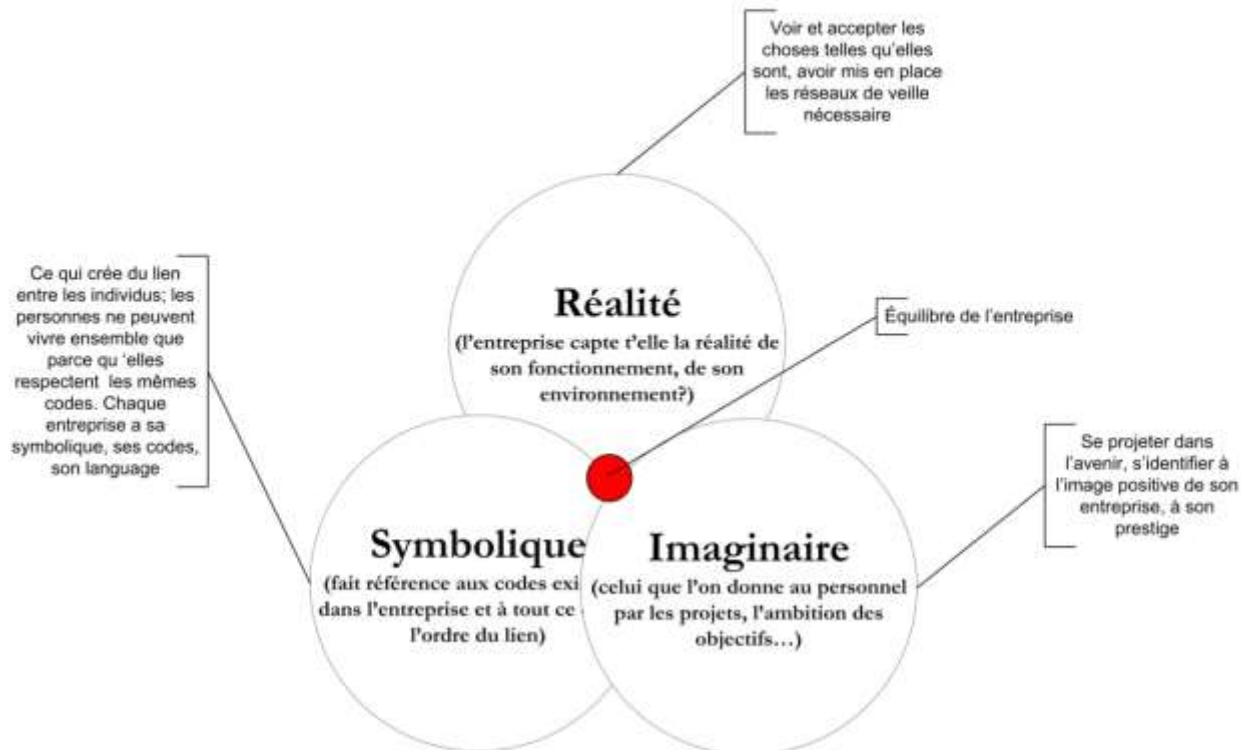 Voir et accepter les
choses telles qu'elles
sont, avoir mis en place
les réseaux de veille
nécessaire
Ce qui crée du lien
entre les individus; les
personnes ne peuvent
vivre ensemble que
parce qu 'elles
respectent les mêmes
codes. Chaque
entreprise a sa
symbolique, ses codes,
son language
Réalité
(l'entreprise capte t'elle la réalité de
son fonctionnement, de son
environnement?)
Équilibre de l'entreprise
Se projeter dans
l'avenir, s'identifier à
l'image positive de son
entreprise, à son
prestige
Symbolique
(fait référence aux codes exi
dans l'entreprise et à tout ce
l'ordre du lien)
Imaginaire
(celui que l'on donne au personnel
par les projets, l'ambition des
objectifs…)